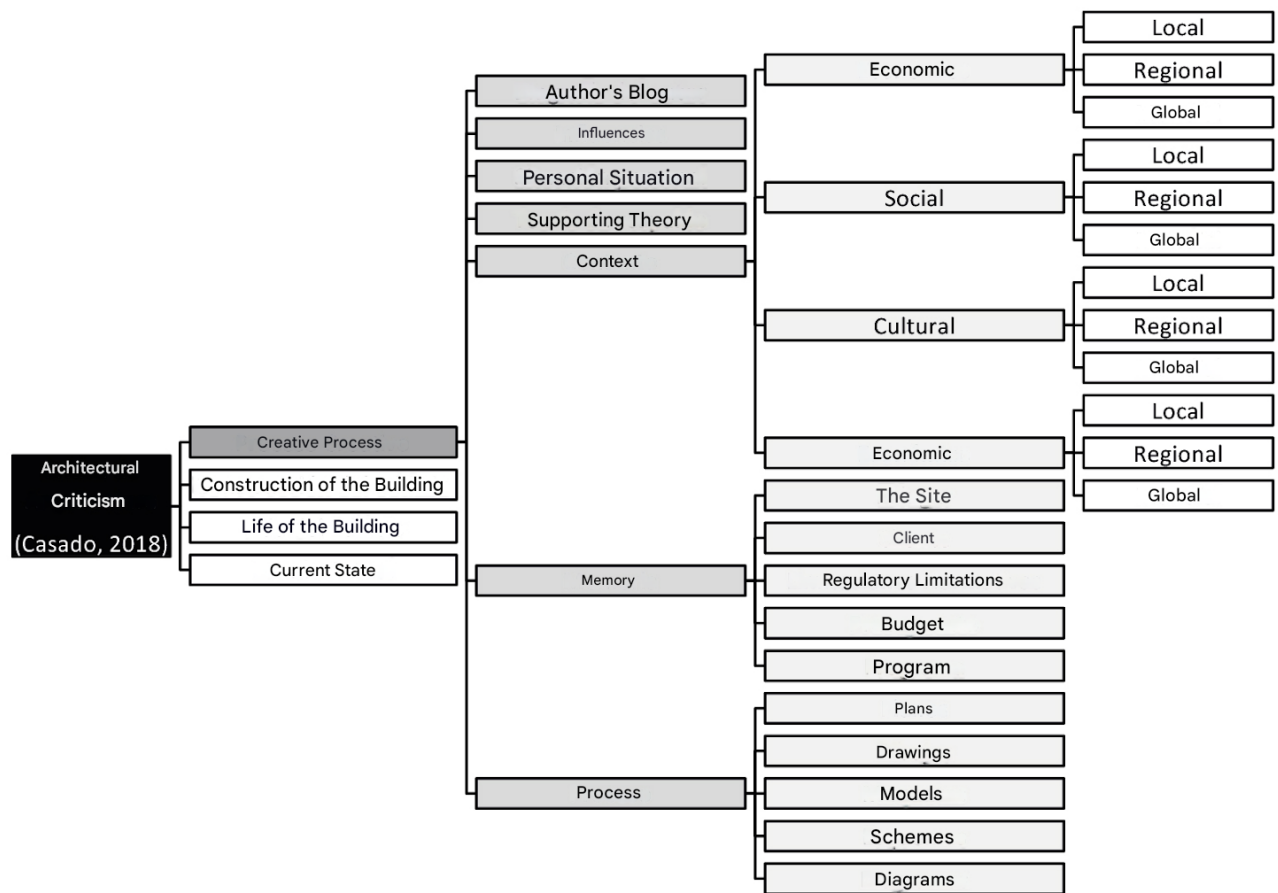 Architectural
Criticism
(Casado, 2018)
Creative Process
Construction of the Building
Life of the Building
Current State
Author's Blog
Influences
Personal Situation
Supporting Theory
Context
Memory
Process
Economic
Local
Regional
Global
Social
Local
Regional
Global
Cultural
Local
Regional
Global
Economic
Local
Regional
Global
The Site
Client
Regulatory Limitations
Budget
Program
Plans
Drawings
Models
Schemes
Diagrams